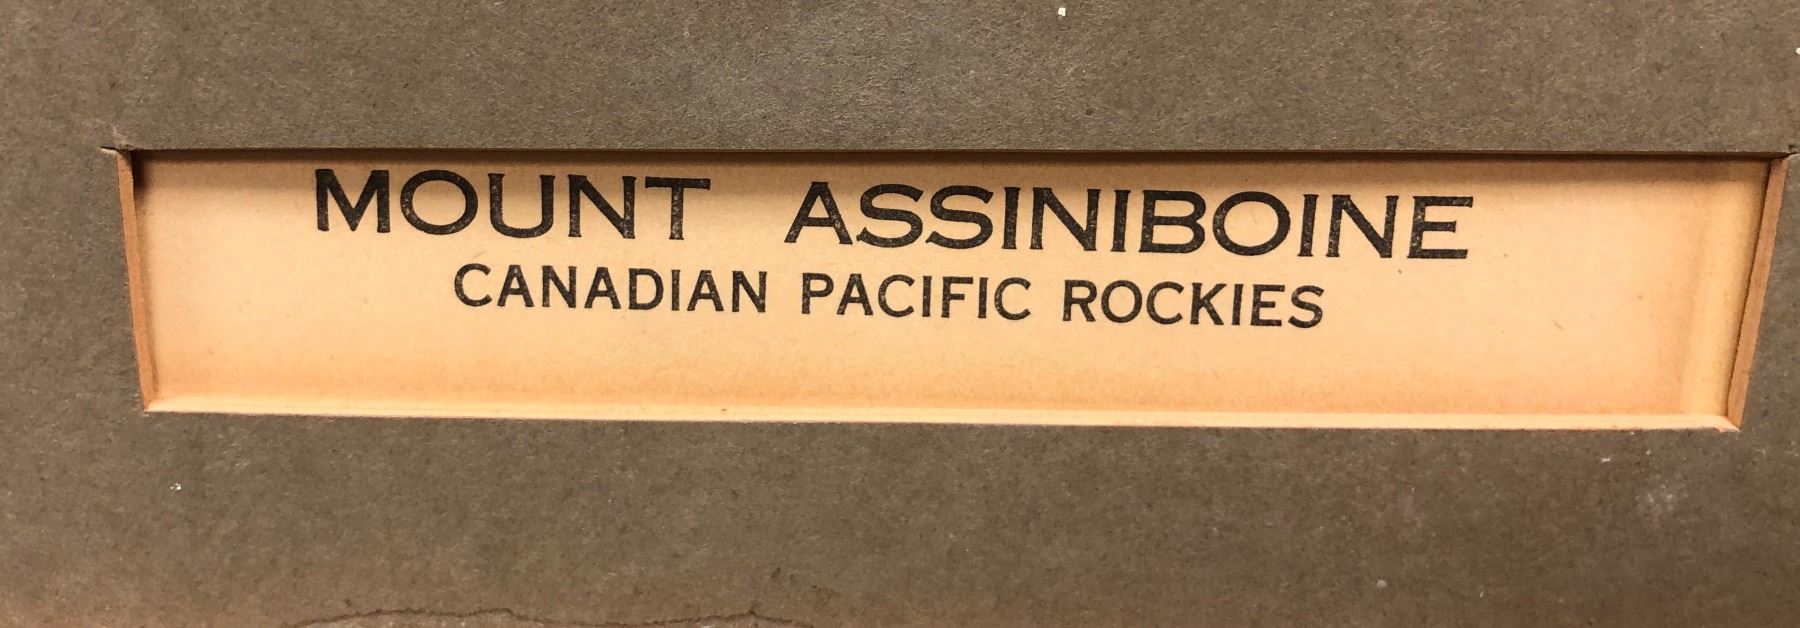 MOUNT ASSINIBOINE
CANADIAN PACIFIC ROCKIES